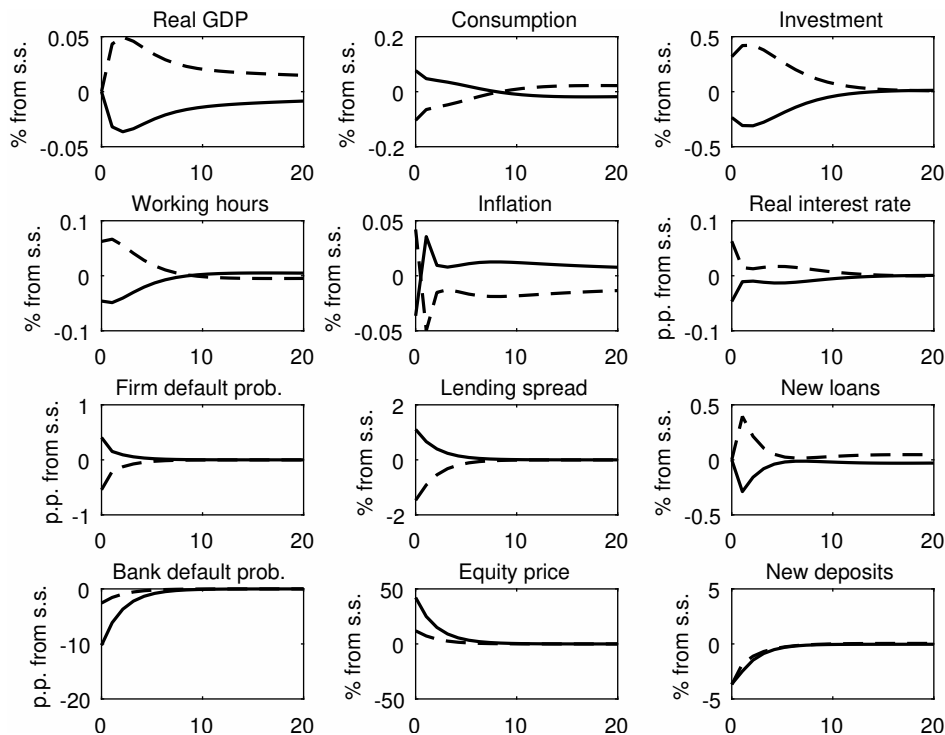 Real GDP
% from s.s.
0.05
0
-0.05
0 10 20
Consumption
% from s.s.
0.2
0
-0.2
0 10 20
Investment
% from s.s.
0.5
0
-0.5
0 10 20
Working hours
% from s.s.
0.1
0
-0.1
0 10 20
Inflation
% from s.s.
0.05
0
-0.05
0 10 20
Real interest rate
p.p. from s.s.
0.1
0
-0.1
0 10 20
Firm default prob.
p.p. from s.s.
1
0
-1
0 10 20
Lending spread
% from s.s.
2
0
-2
0 10 20
New loans
% from s.s.
0.5
0
-0.5
0 10 20
Bank default prob.
p.p. from s.s.
0
-10
-20
0 10 20
Equity price
% from s.s.
50
0
-50
0 10 20
New deposits
% from s.s.
5
0
-5
0 10 20